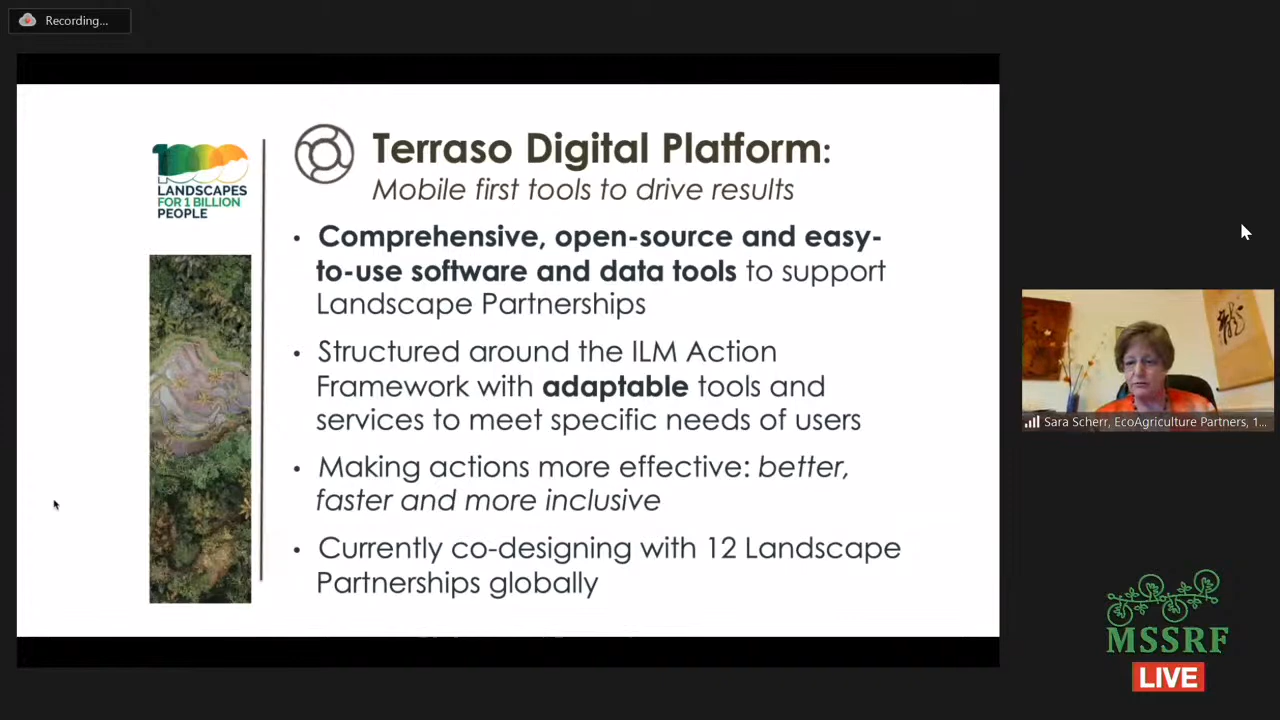 Recording...
1000
LANDSCAPES
FOR 1 BILLION
PEOPLE
Terraso Digital Platform:
Mobile first tools to drive results
• Comprehensive, open-source and easy-
to-use software and data tools to support
Landscape Partnerships
• Structured around the ILM Action
Framework with adaptable tools and
services to meet specific needs of users
• Making actions more effective: better,
faster and more inclusive
• Currently co-designing with 12 Landscape
Partnerships globally
龍
Sara Scherr, EcoAgriculture Partners, 1...
MSSRF
LIVE